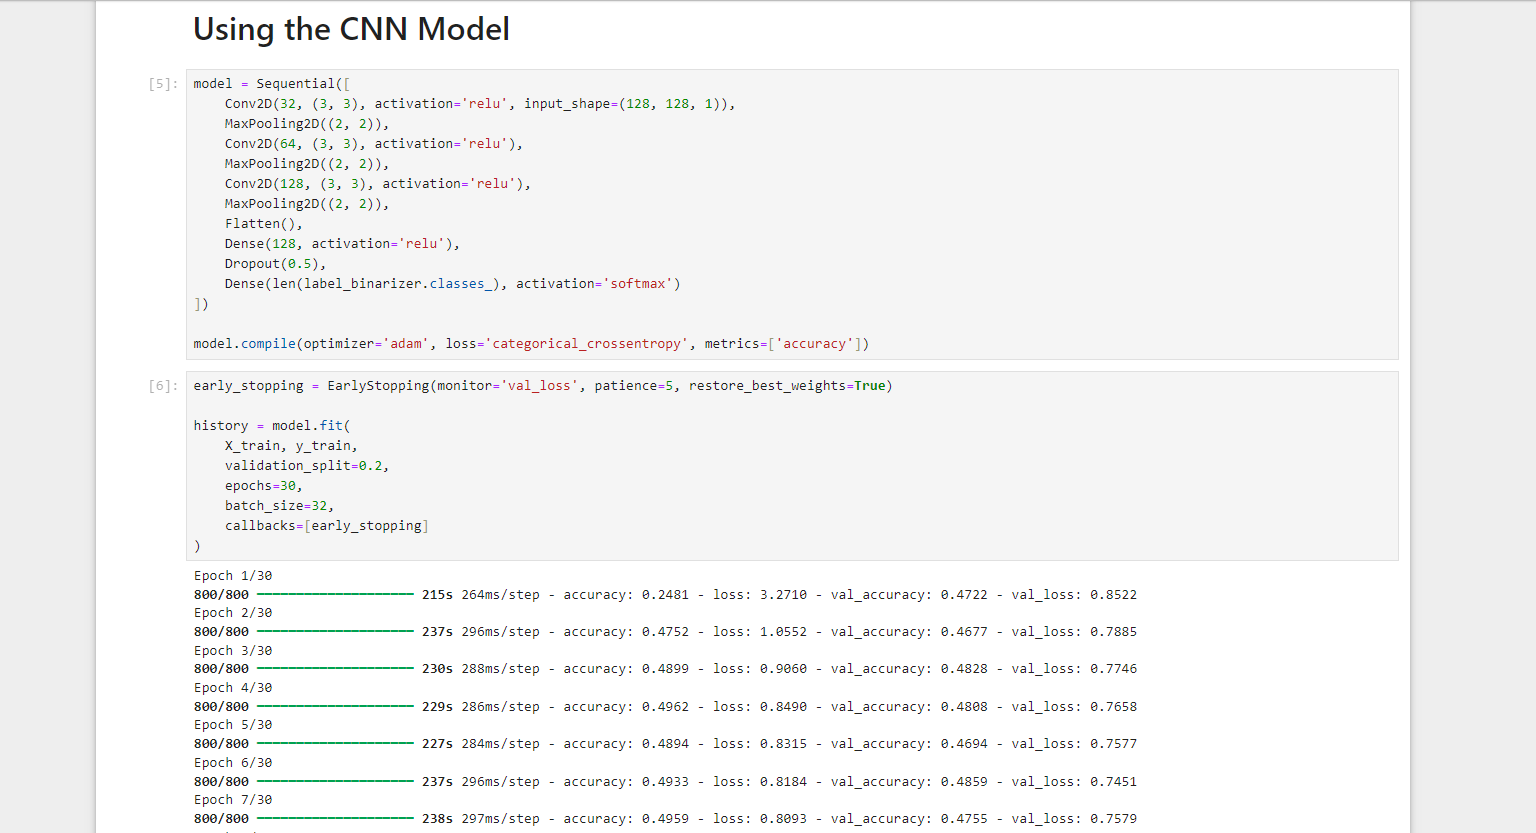 Using the CNN Model
[5]:
model = Sequential([
    Conv2D(32, (3, 3), activation='relu', input_shape=(128, 128, 1)),
    MaxPooling2D((2, 2)),
    Conv2D(64, (3, 3), activation='relu'),
    MaxPooling2D((2, 2)),
    Conv2D(128, (3, 3), activation='relu'),
    MaxPooling2D((2, 2)),
    Flatten(),
    Dense(128, activation='relu'),
    Dropout(0.5),
    Dense(len(label_binarizer.classes_), activation='softmax')
])
model.compile(optimizer='adam', loss='categorical_crossentropy', metrics=['accuracy'])
[6]:
early_stopping = EarlyStopping(monitor='val_loss', patience=5, restore_best_weights=True)
history = model.fit(
    X_train, y_train,
    validation_split=0.2,
    epochs=30,
    batch_size=32,
    callbacks=[early_stopping]
)
Epoch 1/30
800/800 215s 264ms/step - accuracy: 0.2481 - loss: 3.2710 - val_accuracy: 0.4722 - val_loss: 0.8522
Epoch 2/30
800/800 237s 296ms/step - accuracy: 0.4752 - loss: 1.0552 - val_accuracy: 0.4677 - val_loss: 0.7885
Epoch 3/30
800/800 230s 288ms/step - accuracy: 0.4899 - loss: 0.9060 - val_accuracy: 0.4828 - val_loss: 0.7746
Epoch 4/30
800/800 229s 286ms/step - accuracy: 0.4962 - loss: 0.8490 - val_accuracy: 0.4808 - val_loss: 0.7658
Epoch 5/30
800/800 227s 284ms/step - accuracy: 0.4894 - loss: 0.8315 - val_accuracy: 0.4694 - val_loss: 0.7577
Epoch 6/30
800/800 237s 296ms/step - accuracy: 0.4933 - loss: 0.8184 - val_accuracy: 0.4859 - val_loss: 0.7451
Epoch 7/30
800/800 238s 297ms/step - accuracy: 0.4959 - loss: 0.8093 - val_accuracy: 0.4755 - val_loss: 0.7579